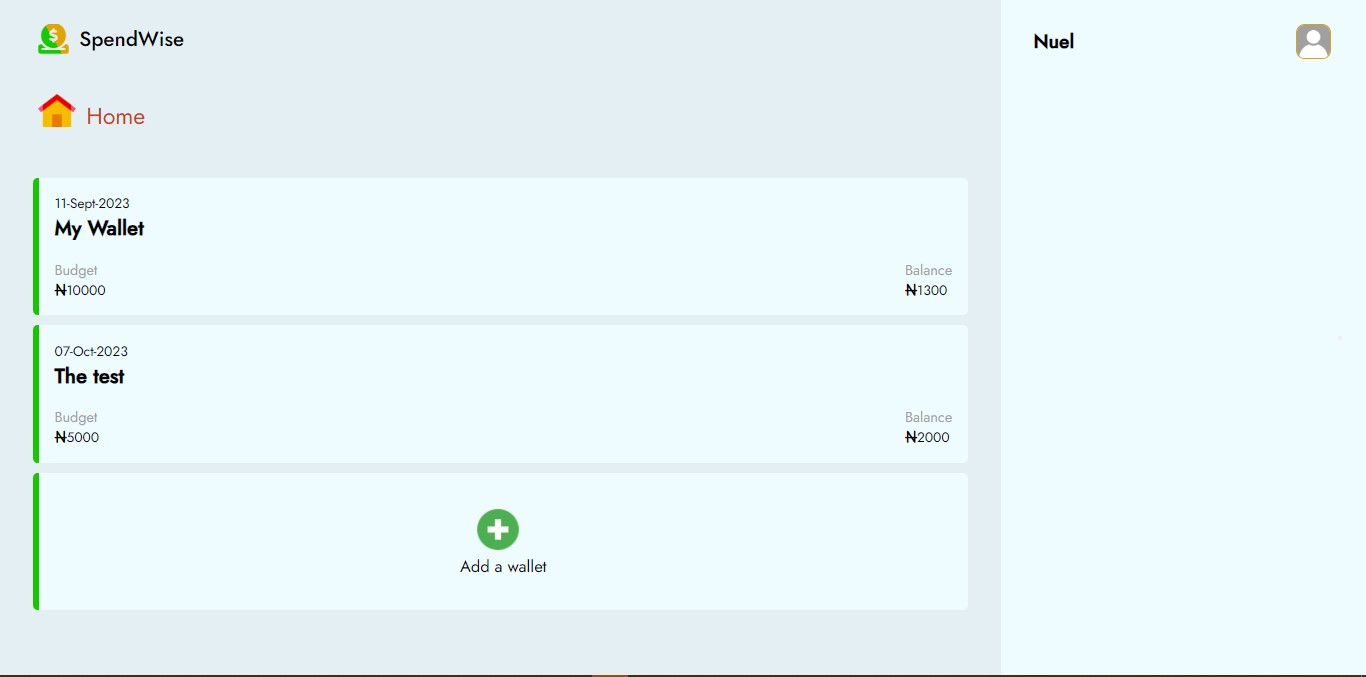 SpendWise
Nuel
Home
11-Sept-2023
My Wallet
Budget
₦10000
Balance
₦1300
07-Oct-2023
The test
Budget
₦5000
Balance
₦2000
Add a wallet